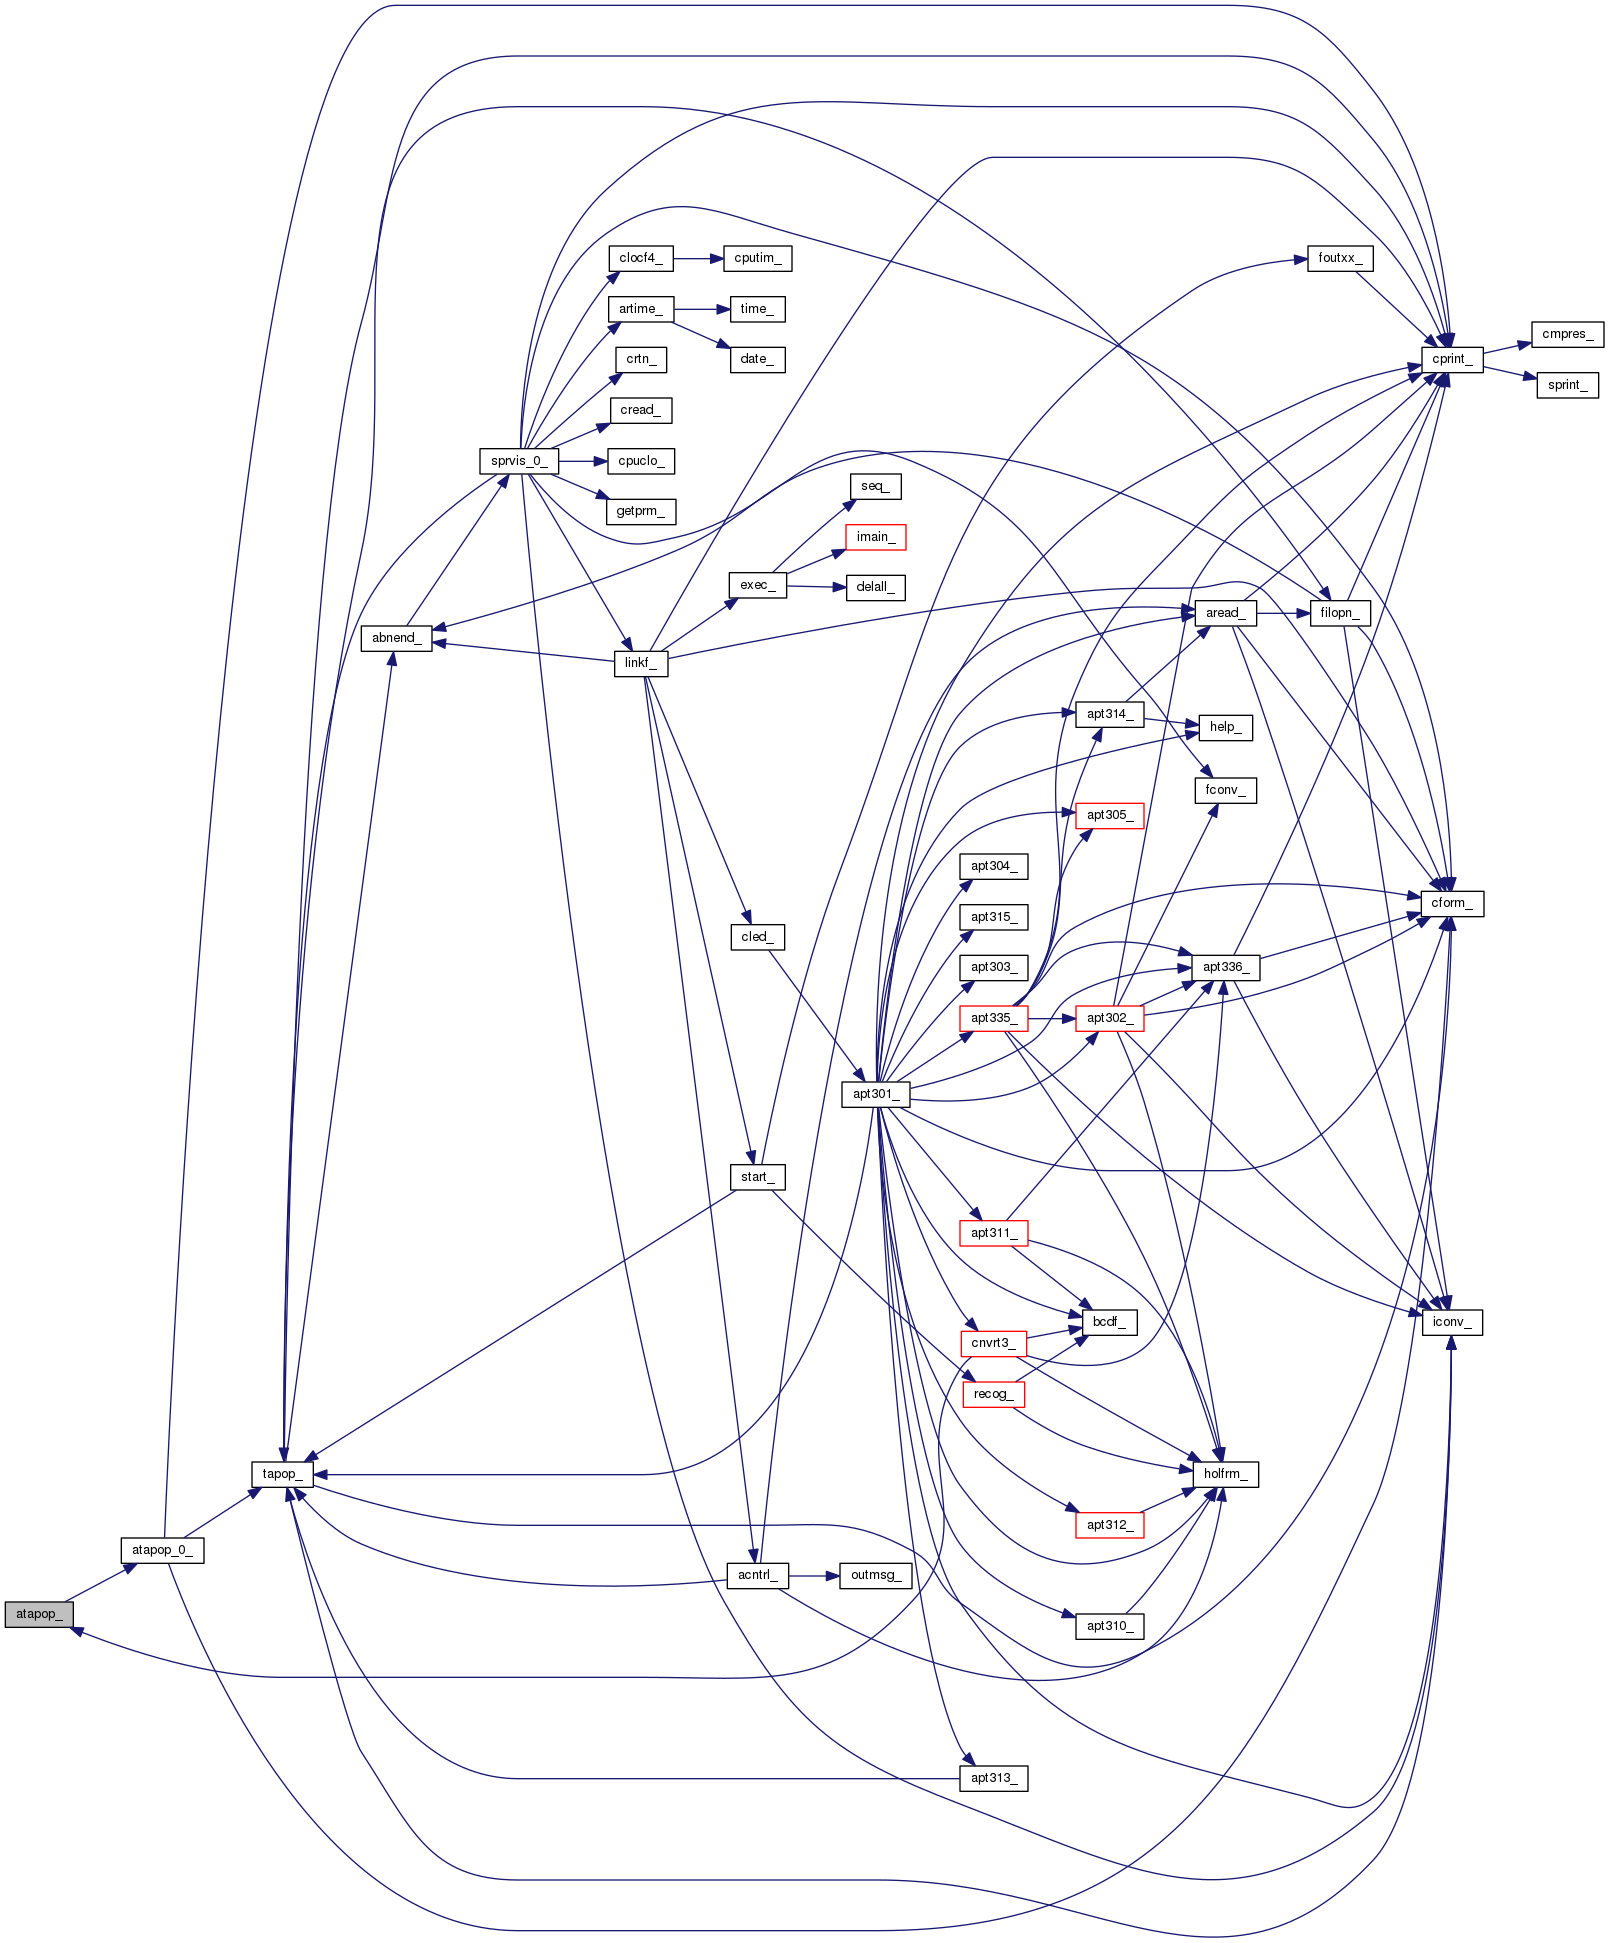 foutxx_
clocf4_
cputim_
artime_
time_
cmpres_
crtn_
date_
cprint_
sprint_
cread_
sprvis_0_
cpuclo_
seq_
getprm_
imain_
exec_
delall_
aread_
filopn_
abnend_
linkf_
apt314_
help_
fconv_
apt305_
apt304_
cform_
apt315_
cled_
apt303_
apt336_
apt335_
apt302_
apt301_
start_
apt311_
bcdf_
iconv_
cnvrt3_
recog_
tapop_
holfrm_
apt312_
atapop_0_
acntrl_
outmsg_
atapop_
apt310_
apt313_